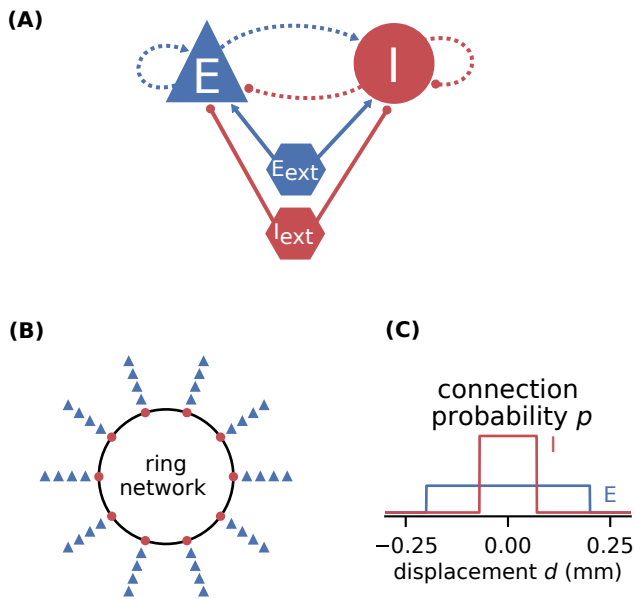 (A)
E
I
Eext
Iext
(B)
ring
network
(C)
connection
probability p
I
E
−0.25 0.00 0.25
displacement d (mm)